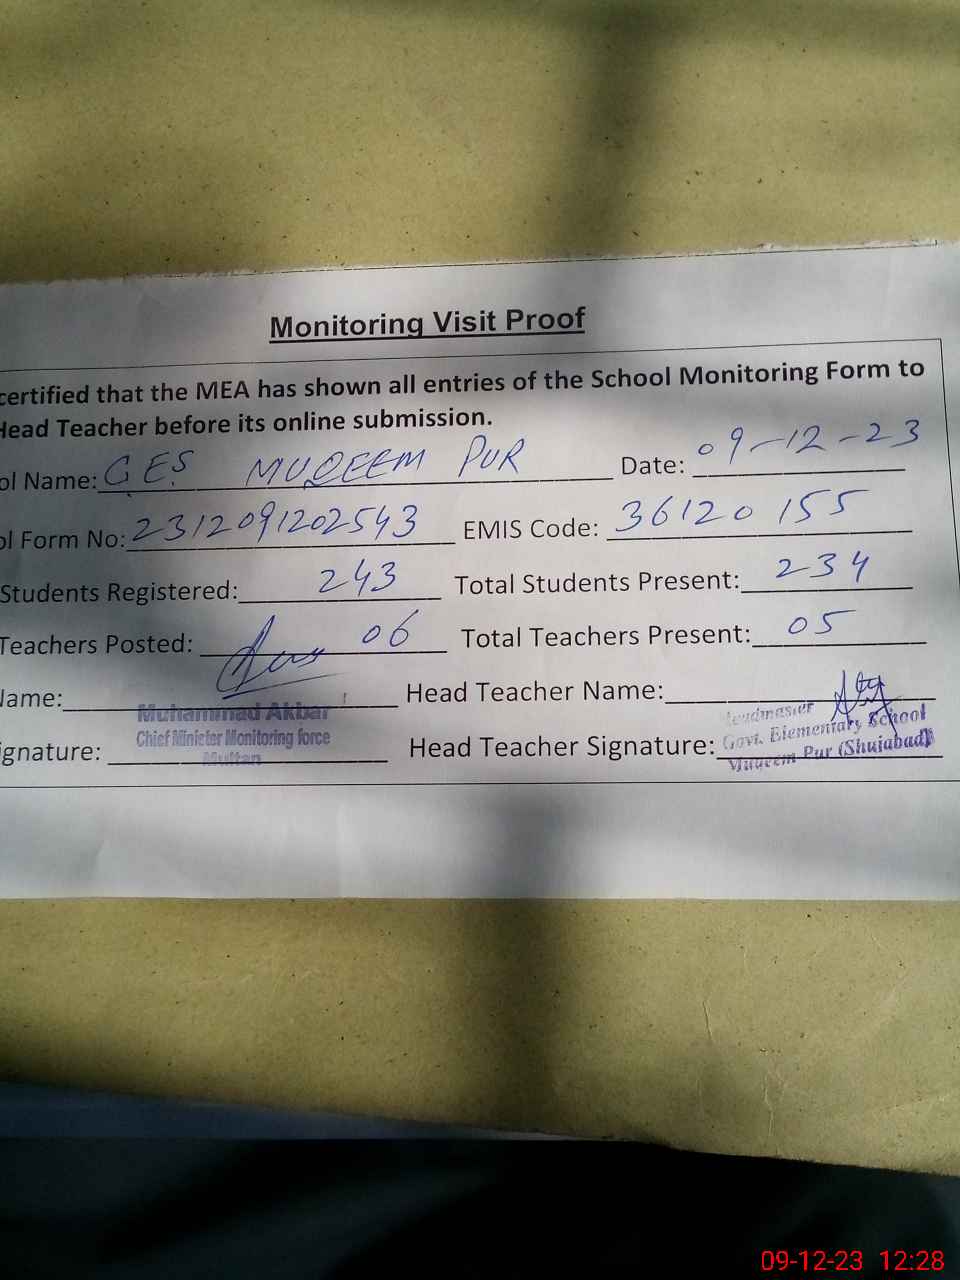 Monitoring Visit Proof
certified that the MEA has shown all entries of the School Monitoring Form to
Head Teacher before its online submission.
ol Name: GES MUQEEM PUR Date: 09-12-23
ol Form No: 2312091202543 EMIS Code: 36120155
Students Registered: 243 Total Students Present: 234
Teachers Posted: 06 Total Teachers Present: 05
Name: Head Teacher Name:
Muhammad Akbar
Chief Minister Monitoring force
Multan
ignature: Head Teacher Signature:
Headmaster
Govt. Elementary School
Muqeem Pur (Shujabad)
09-12-23 12:28